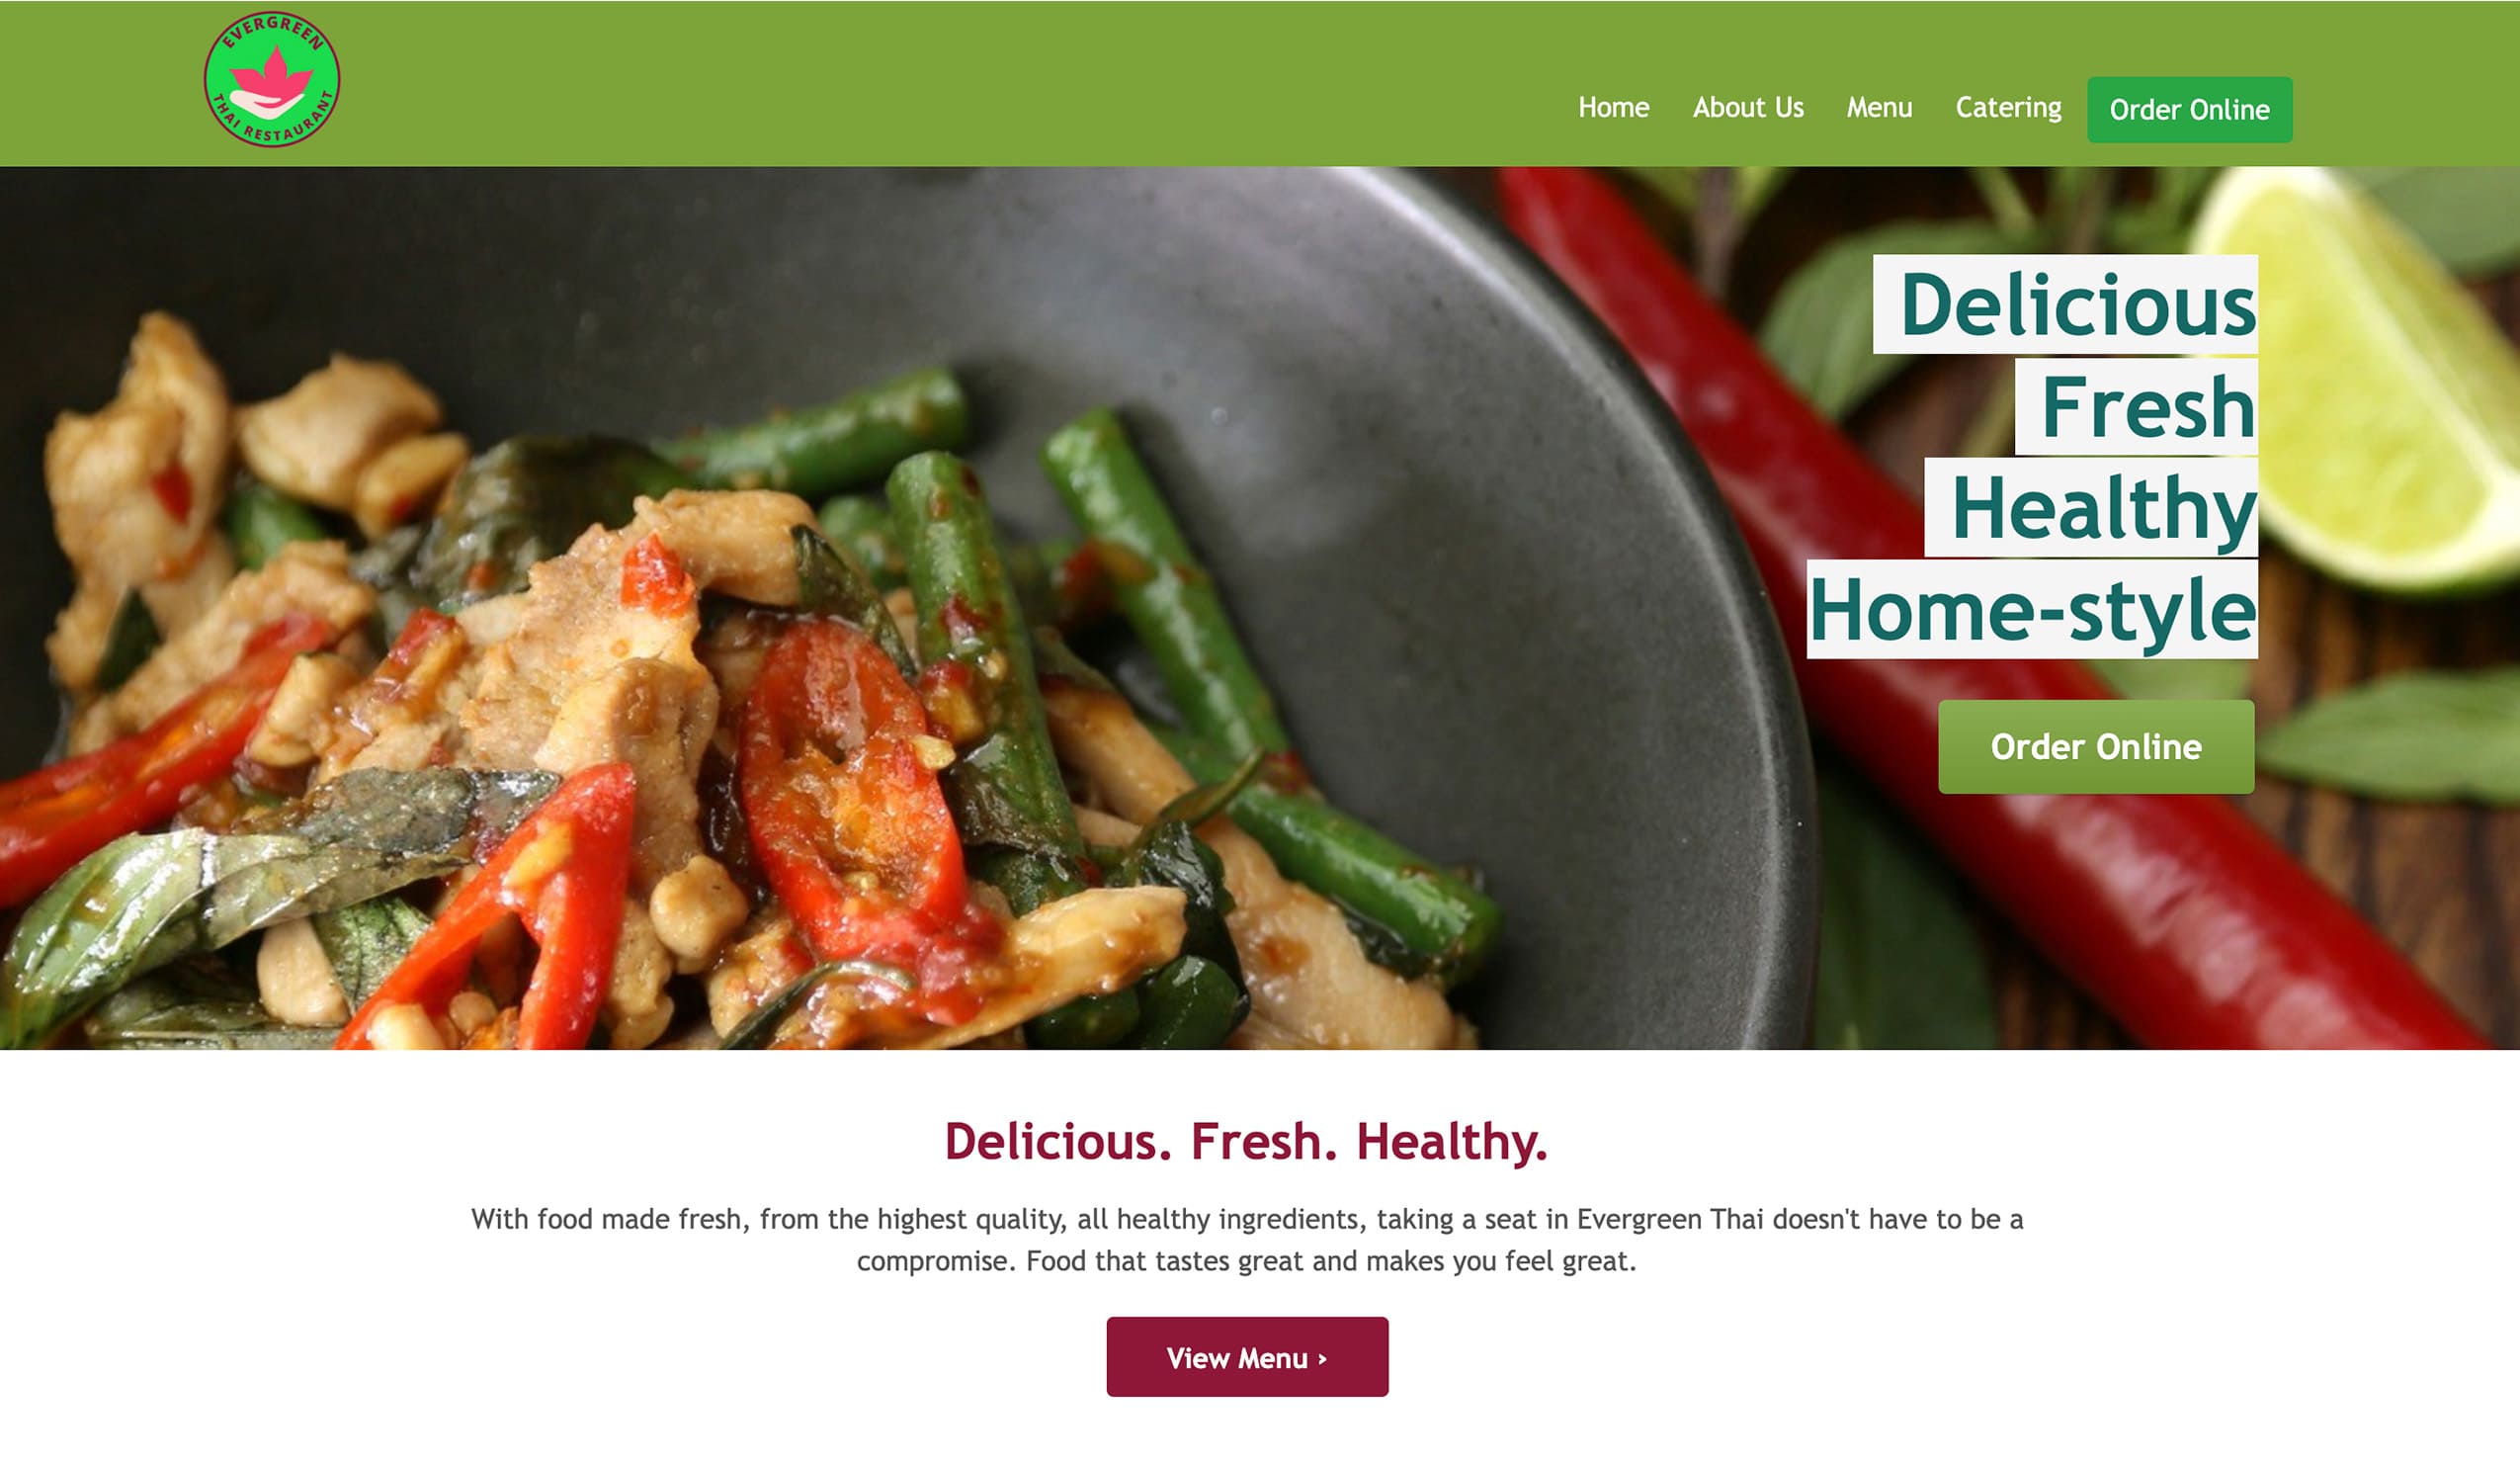 EVERGREEN
THAI RESTAURANT
Home About Us Menu Catering Order Online
Delicious
Fresh
Healthy
Home-style
Order Online
Delicious. Fresh. Healthy.
With food made fresh, from the highest quality, all healthy ingredients, taking a seat in Evergreen Thai doesn't have to be a
compromise. Food that tastes great and makes you feel great.
View Menu ›